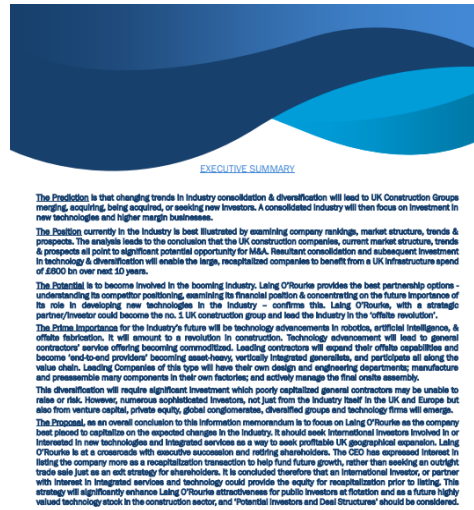 EXECUTIVE SUMMARY
The Prediction is that changing trends in industry consolidation & diversification will lead to UK Construction Groups
merging, acquiring, being acquired, or seeking new investors. A consolidated industry will then focus on investment in
new technologies and higher margin businesses.
The Position currently in the industry is best illustrated by examining company rankings, market structure, trends &
prospects. The analysis leads to the conclusion that the UK construction companies, current market structure, trends
& prospects all point to significant potential opportunity for M&A. Resultant consolidation and subsequent investment
in technology & diversification will enable the large, recapitalized companies to benefit from a UK infrastructure spend
of £600 bn over next 10 years.
The Potential is to become involved in the booming industry. Laing O'Rourke provides the best partnership options -
understanding its competitor positioning, examining its financial position & concentrating on the future importance of
its role in developing new technologies in the industry – confirms this. Laing O'Rourke, with a strategic
partner/investor could become the no. 1 UK construction group and lead the industry in the 'offsite revolution'.
The Prime Importance for the industry's future will be technology advancements in robotics, artificial intelligence, &
offsite fabrication. It will amount to a revolution in construction. Technology advancement will lead to general
contractors' service offering becoming commoditized. Leading contractors will expand their offsite capabilities and
become 'end-to-end providers' becoming asset-heavy, vertically integrated generalists, and participate all along the
value chain. Leading Companies of this type will have their own design and engineering departments; manufacture
and preassemble many components in their own factories; and actively manage the final onsite assembly.
This diversification will require significant investment which poorly capitalized general contractors may be unable to
raise or risk. However, numerous sophisticated investors, not just from the industry itself in the UK and Europe but
also from venture capital, private equity, global conglomerates, diversified groups and technology firms will emerge.
The Proposal, as an overall conclusion to this information memorandum is to focus on Laing O'Rourke as the company
best placed to capitalize on the expected changes in the industry. It should seek international investors involved in or
interested in new technologies and integrated services as a way to seek profitable UK geographical expansion. Laing
O'Rourke is at a crossroads with executive succession and retiring shareholders. The CEO has expressed interest in
listing the company more as a recapitalization transaction to help fund future growth, rather than seeking an outright
trade sale just as an exit strategy for shareholders. It is concluded therefore that an international investor, or partner
with interest in integrated services and technology could provide the equity for recapitalization prior to listing. This
strategy will significantly enhance Laing O'Rourke attractiveness for public investors at flotation and as a future highly
valued technology stock in the construction sector, and 'Potential Investors and Deal Structures' should be considered.